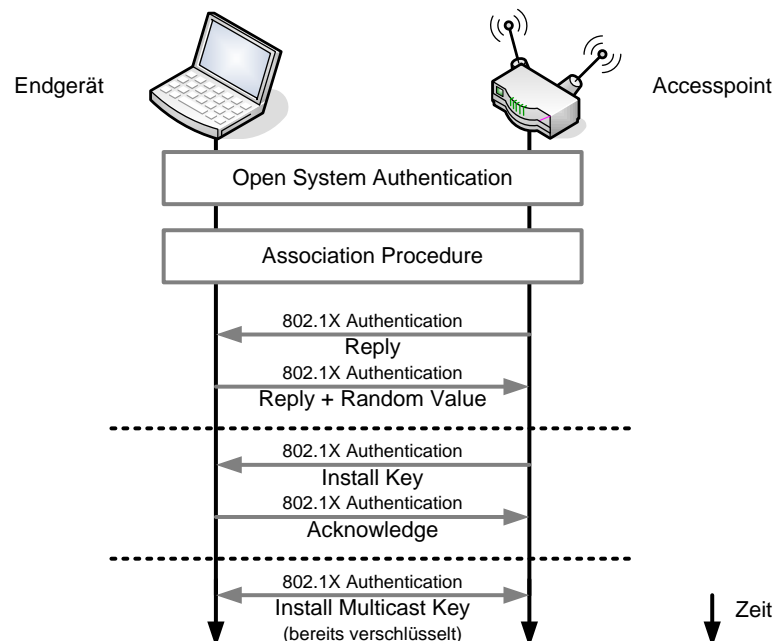 Endgerät
Accesspoint
Open System Authentication
Association Procedure
802.1X Authentication
Reply
802.1X Authentication
Reply + Random Value
802.1X Authentication
Install Key
802.1X Authentication
Acknowledge
802.1X Authentication
Install Multicast Key
(bereits verschlüsselt)
Zeit